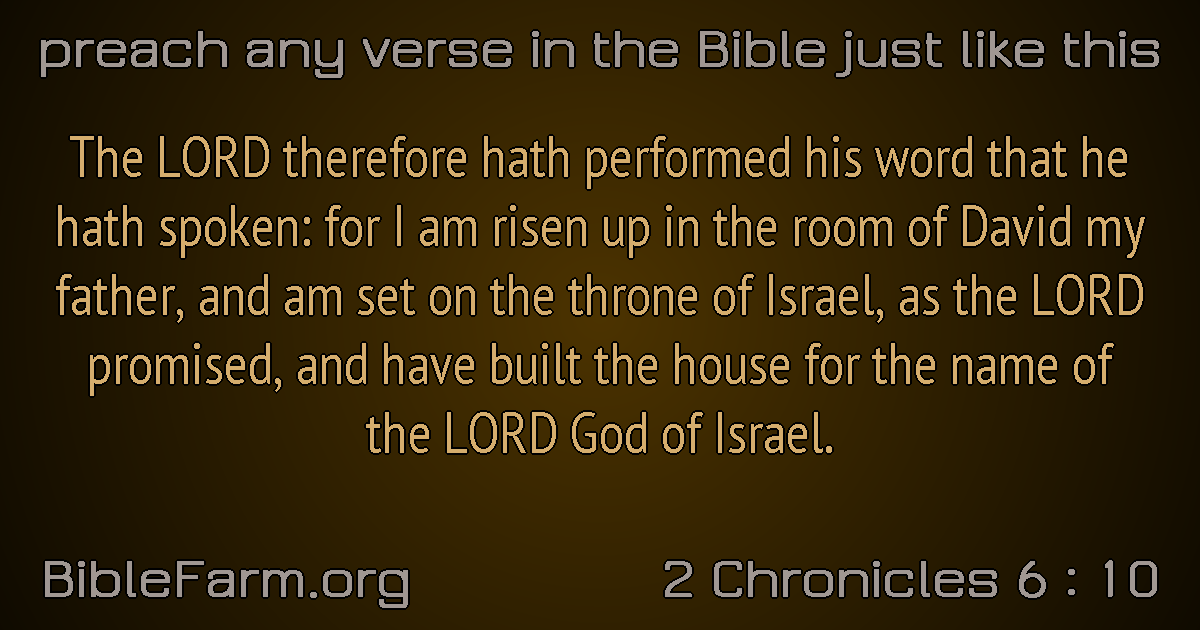 preach any verse in the Bible just like this
The LORD therefore hath performed his word that he
hath spoken: for I am risen up in the room of David my
father, and am set on the throne of Israel, as the LORD
promised, and have built the house for the name of
the LORD God of Israel.
BibleFarm.org
2 Chronicles 6 : 10